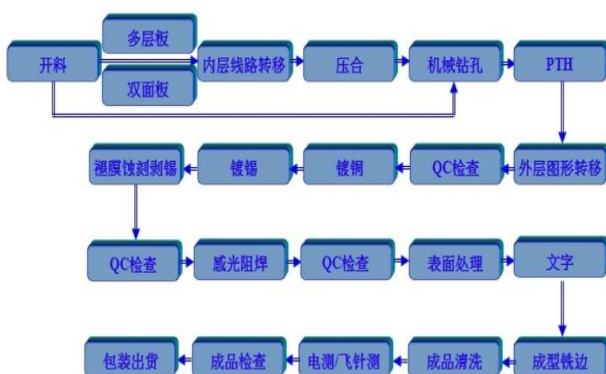 多层板
开料
内层线路转移
压合
机械钻孔
PTH
双面板
褪膜蚀刻剥锡
镀锡
镀铜
QC检查
外层图形转移
QC检查
感光阻焊
QC检查
表面处理
文字
包装出货
成品检查
电测/飞针测
成品清洗
成型铣边